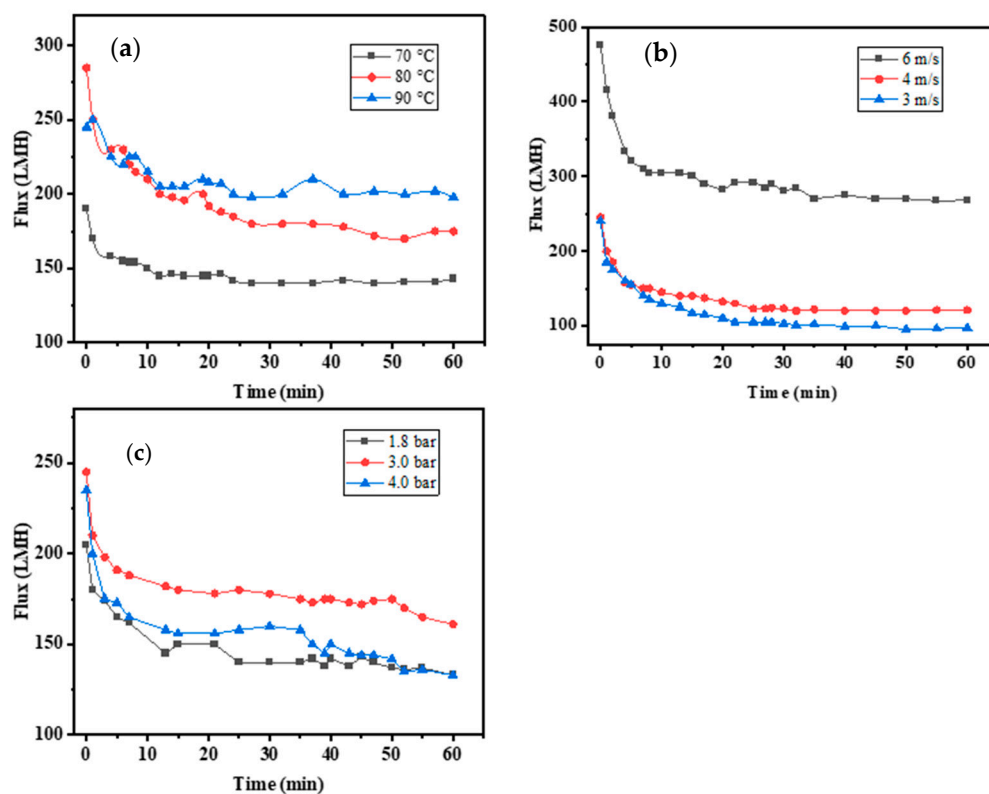 (a)
70 °C
80 °C
90 °C
300
250
200
150
100
Flux (LMH)
0 10 20 30 40 50 60
Time (min)
(b)
6 m/s
4 m/s
3 m/s
500
400
300
200
100
Flux (LMH)
0 10 20 30 40 50 60
Time (min)
(c)
1.8 bar
3.0 bar
4.0 bar
250
200
150
100
Flux (LMH)
0 10 20 30 40 50 60
Time (min)